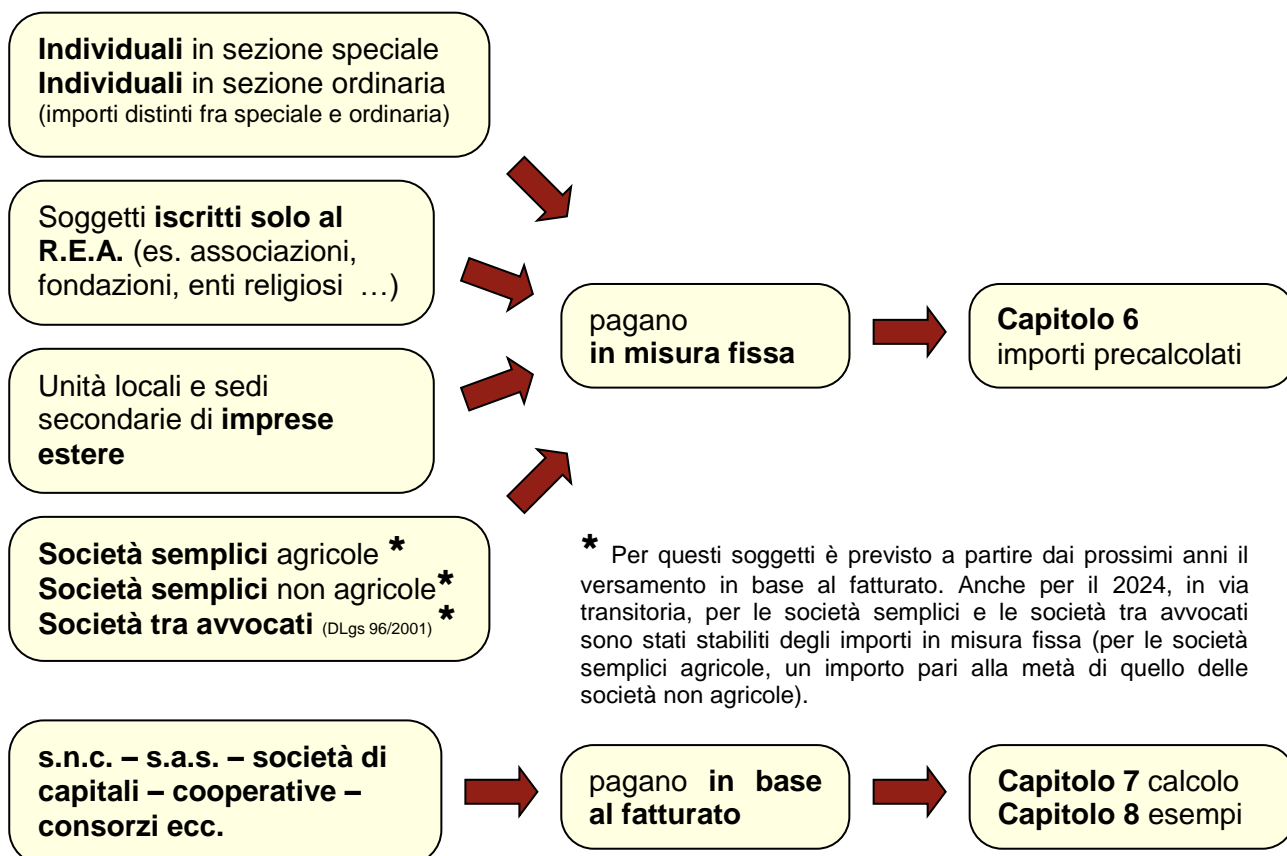 Individuali in sezione speciale
Individuali in sezione ordinaria
(importi distinti fra speciale e ordinaria)
Soggetti iscritti solo al
R.E.A. (es. associazioni,
fondazioni, enti religiosi …)
Unità locali e sedi
secondarie di imprese
estere
Società semplici agricole *
Società semplici non agricole*
Società tra avvocati (DLgs 96/2001) *
pagano
in misura fissa
Capitolo 6
importi precalcolati
* Per questi soggetti è previsto a partire dai prossimi anni il
versamento in base al fatturato. Anche per il 2024, in via
transitoria, per le società semplici e le società tra avvocati
sono stati stabiliti degli importi in misura fissa (per le società
semplici agricole, un importo pari alla metà di quello delle
società non agricole).
s.n.c. – s.a.s. – società di
capitali – cooperative –
consorzi ecc.
pagano in base
al fatturato
Capitolo 7 calcolo
Capitolo 8 esempi